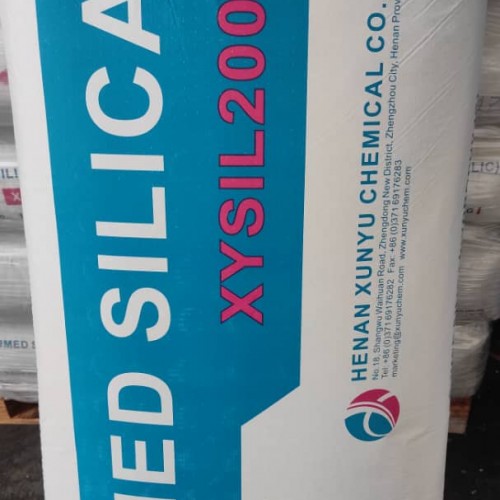 MED SILICA
XYSIL200
HENAN XUNYU CHEMICAL CO.
No.18, Shangwu Waihuan Road, Zhengdong New District, Zhengzhou City, Henan Prov
Tel: +86 (0)371 69176282 Fax: +86 (0)371 69176283
marketing@xunyuchem.com www.xunyuchem.com